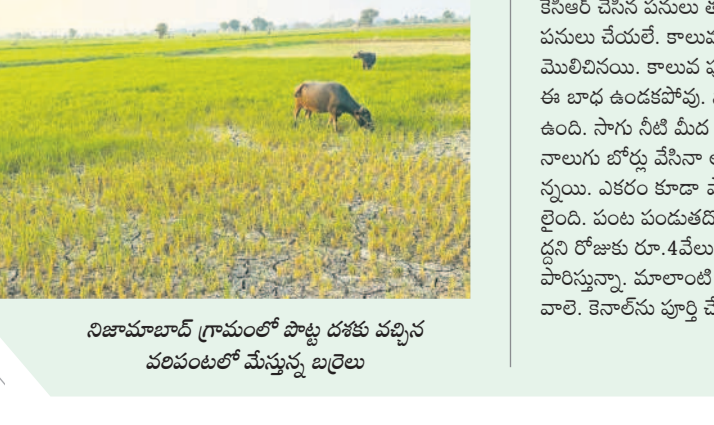 నిజామాబాద్ గ్రామంలో పొట్ట దశకు వచ్చిన
వరిపంటలో మేస్తున్న బర్రెలు
కేసీఆర్ చేసిన పనులు
పనులు చేయలే. కాలువ
మొలిచినయి. కాలువ
ఈ బాధ ఉండకపోవు.
ఉంది. సాగు నీటి మీద
నాలుగు బోర్లు వేసినా
న్నయి. ఎకరం కూడా
లైంది. పంట పండుతదో
ద్దని రోజుకు రూ.4వేలు
పారిస్తున్నా. మాలాంటి
వాలె. కెనాల్‌ను పూర్తి